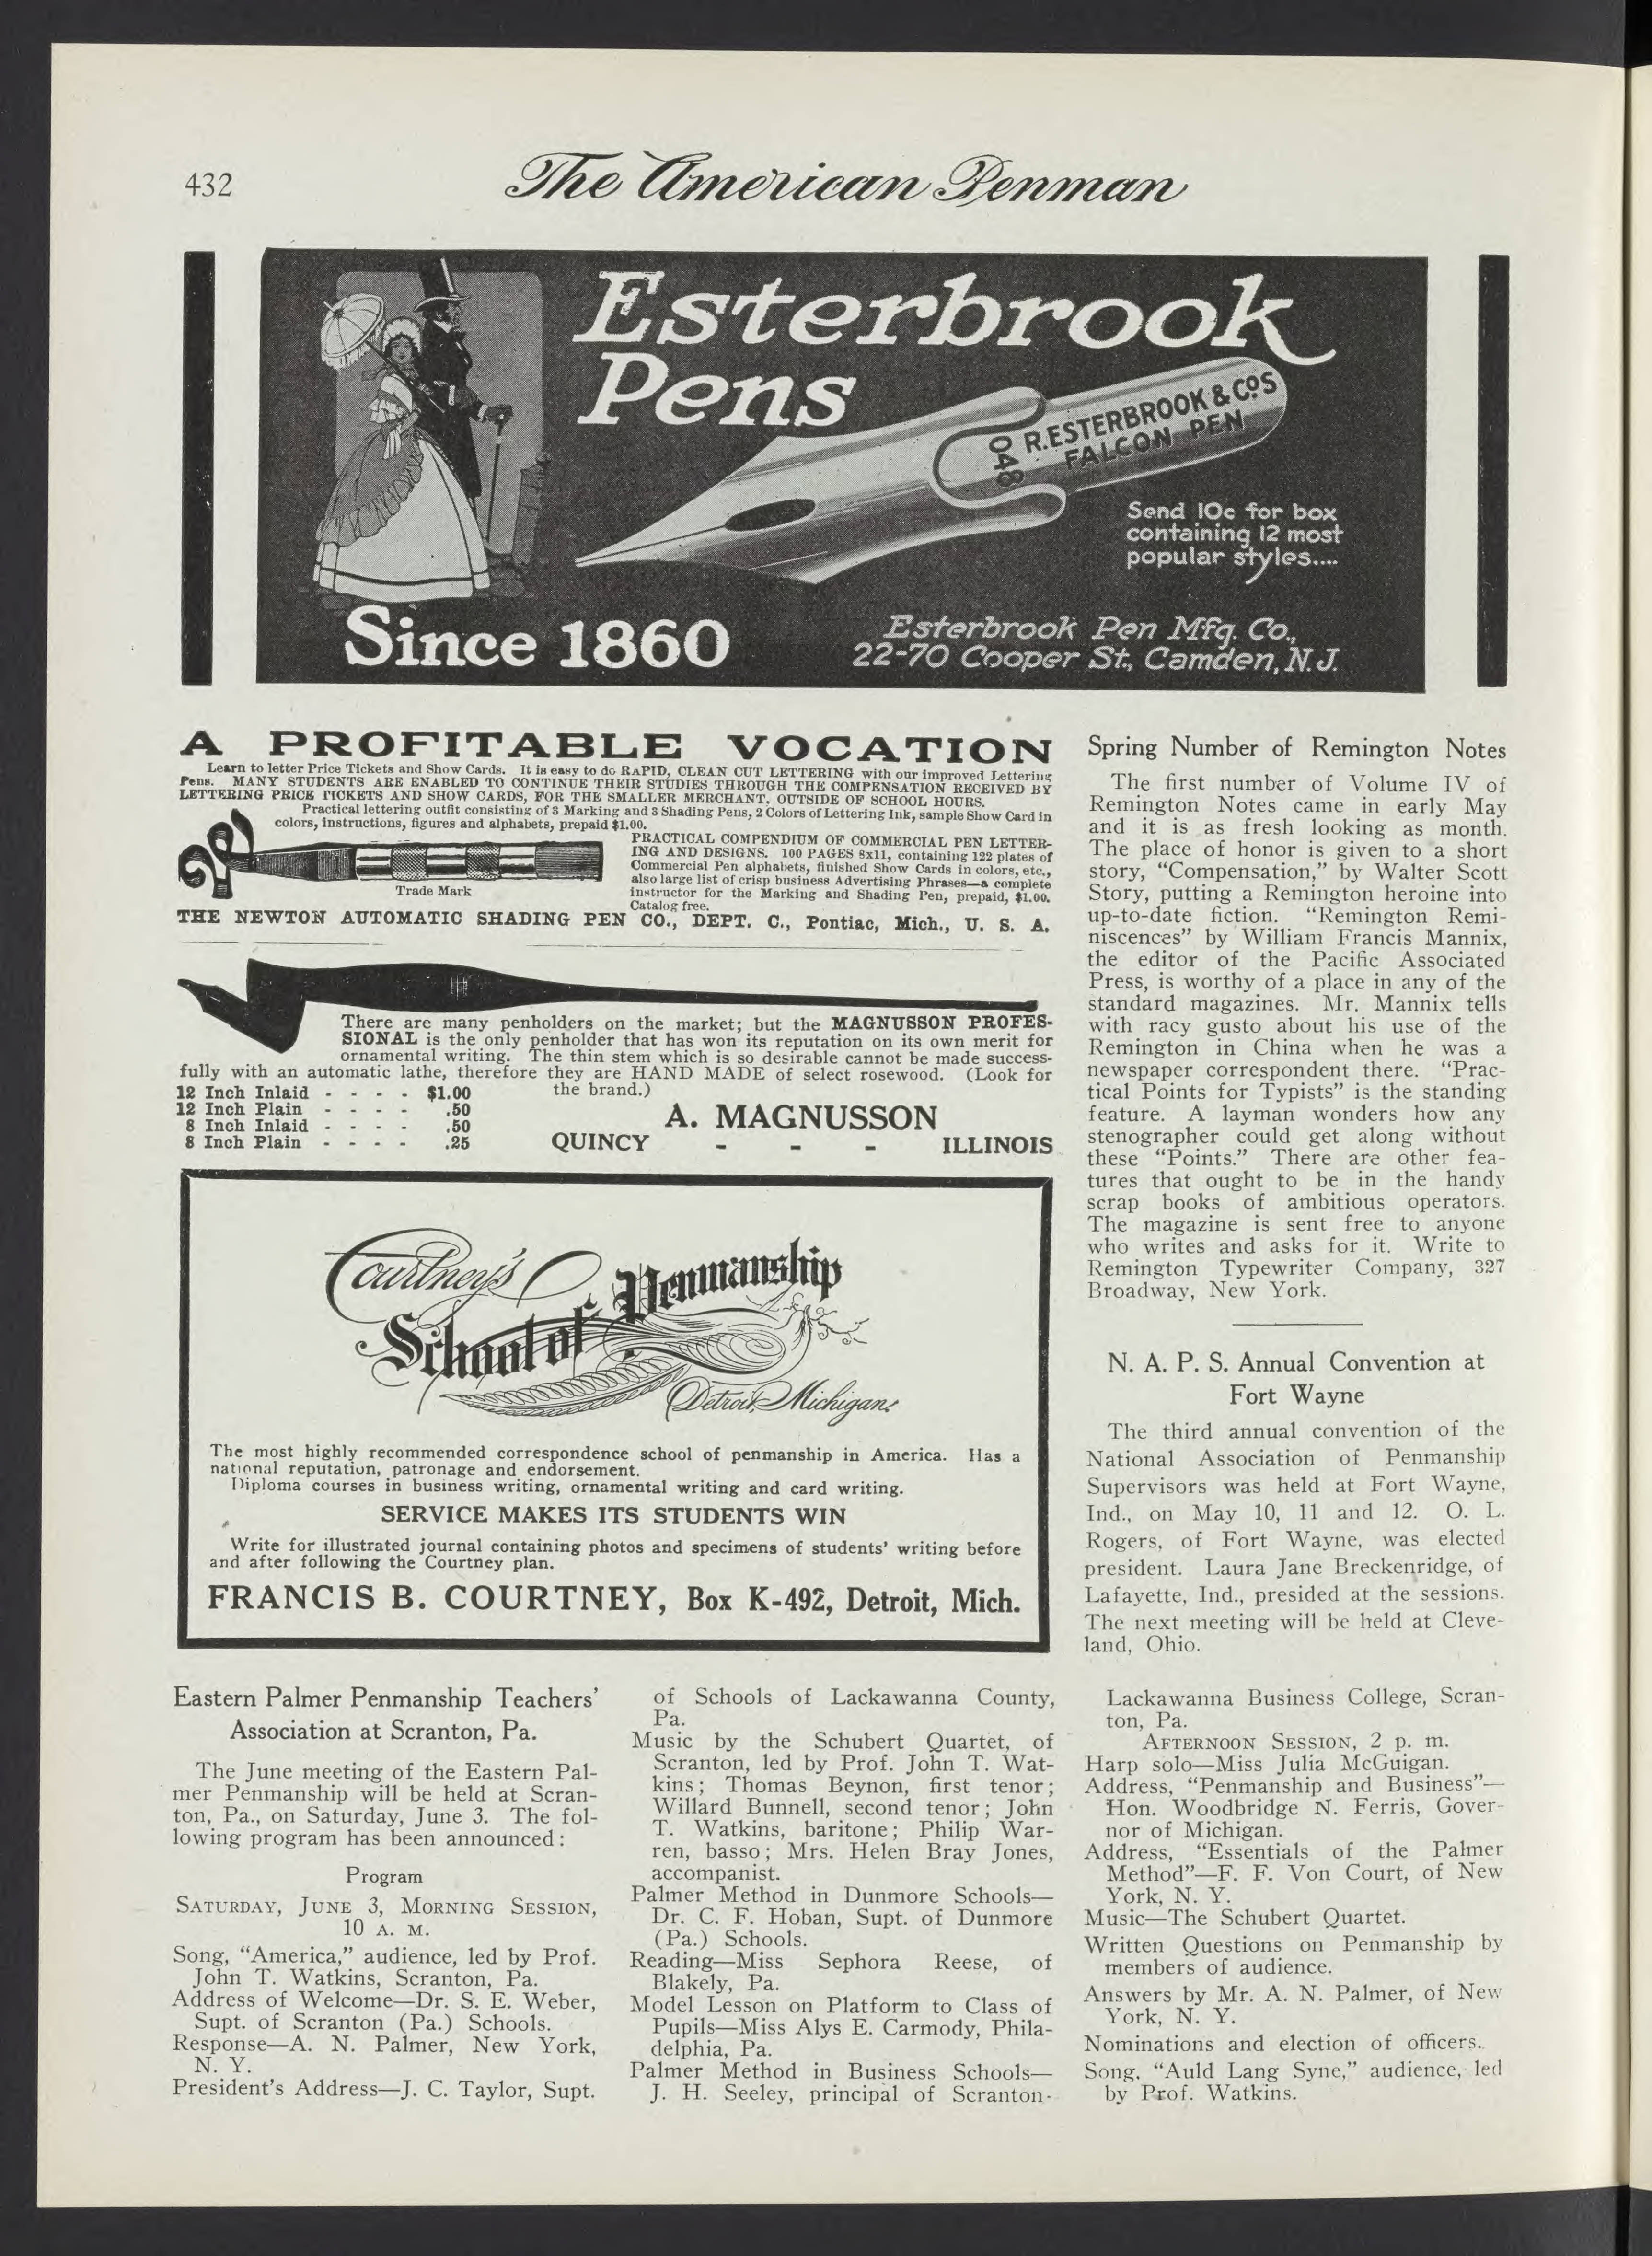 432
The American Penman
Esterbrook
Pens
R.ESTERBROOK & COS
FALCON PEN
048
Send 10c for box
containing 12 most
popular styles....
Since 1860
Esterbrook Pen Mfg. Co.,
22-70 Cooper St., Camden, N.J.
A PROFITABLE VOCATION
Learn to letter Price Tickets and Show Cards. It is easy to do RAPID, CLEAN CUT LETTERING with our improved Lettering
Pens. MANY STUDENTS ARE ENABLED TO CONTINUE THEIR STUDIES THROUGH THE COMPENSATION RECEIVED BY
LETTERING PRICE TICKETS AND SHOW CARDS, FOR THE SMALLER MERCHANT, OUTSIDE OF SCHOOL HOURS.
Practical lettering outfit consisting of 3 Marking and 3 Shading Pens, 2 Colors of Lettering Ink, sample Show Card in
colors, instructions, figures and alphabets, prepaid $1.00.
PRACTICAL COMPENDIUM OF COMMERCIAL PEN LETTER-
ING AND DESIGNS. 100 PAGES 8x11, containing 122 plates of
Commercial Pen alphabets, finished Show Cards in colors, etc.,
also large list of crisp business Advertising Phrases—a complete
instructor for the Marking and Shading Pen, prepaid, $1.00.
Catalog free.
Trade Mark
THE NEWTON AUTOMATIC SHADING PEN CO., DEPT. C., Pontiac, Mich., U. S. A.
There are many penholders on the market; but the MAGNUSSON PROFES-
SIONAL is the only penholder that has won its reputation on its own merit for
ornamental writing. The thin stem which is so desirable cannot be made success-
fully with an automatic lathe, therefore they are HAND MADE of select rosewood. (Look for
the brand.)
12 Inch Inlaid - - - - $1.00
12 Inch Plain - - - - .50
8 Inch Inlaid - - - - .50
8 Inch Plain - - - - .25
A. MAGNUSSON
QUINCY - - - ILLINOIS
Courtney's
School of Penmanship
Detroit, Michigan.
The most highly recommended correspondence school of penmanship in America. Has a
national reputation, patronage and endorsement.
Diploma courses in business writing, ornamental writing and card writing.
SERVICE MAKES ITS STUDENTS WIN
Write for illustrated journal containing photos and specimens of students' writing before
and after following the Courtney plan.
FRANCIS B. COURTNEY, Box K-492, Detroit, Mich.
Spring Number of Remington Notes
The first number of Volume IV of
Remington Notes came in early May
and it is as fresh looking as month.
The place of honor is given to a short
story, "Compensation," by Walter Scott
Story, putting a Remington heroine into
up-to-date fiction. "Remington Remi-
niscences" by William Francis Mannix,
the editor of the Pacific Associated
Press, is worthy of a place in any of the
standard magazines. Mr. Mannix tells
with racy gusto about his use of the
Remington in China when he was a
newspaper correspondent there. "Prac-
tical Points for Typists" is the standing
feature. A layman wonders how any
stenographer could get along without
these "Points." There are other fea-
tures that ought to be in the handy
scrap books of ambitious operators.
The magazine is sent free to anyone
who writes and asks for it. Write to
Remington Typewriter Company, 327
Broadway, New York.
N. A. P. S. Annual Convention at
Fort Wayne
The third annual convention of the
National Association of Penmanship
Supervisors was held at Fort Wayne,
Ind., on May 10, 11 and 12. O. L.
Rogers, of Fort Wayne, was elected
president. Laura Jane Breckenridge, of
Lafayette, Ind., presided at the sessions.
The next meeting will be held at Cleve-
land, Ohio.
Eastern Palmer Penmanship Teachers'
Association at Scranton, Pa.
The June meeting of the Eastern Pal-
mer Penmanship will be held at Scran-
ton, Pa., on Saturday, June 3. The fol-
lowing program has been announced:
Program
SATURDAY, JUNE 3, MORNING SESSION,
10 A. M.
Song, "America," audience, led by Prof.
John T. Watkins, Scranton, Pa.
Address of Welcome—Dr. S. E. Weber,
Supt. of Scranton (Pa.) Schools.
Response—A. N. Palmer, New York,
N. Y.
President's Address—J. C. Taylor, Supt.
of Schools of Lackawanna County,
Pa.
Music by the Schubert Quartet, of
Scranton, led by Prof. John T. Wat-
kins; Thomas Beynon, first tenor;
Willard Bunnell, second tenor; John
T. Watkins, baritone; Philip War-
ren, basso; Mrs. Helen Bray Jones,
accompanist.
Palmer Method in Dunmore Schools—
Dr. C. F. Hoban, Supt. of Dunmore
(Pa.) Schools.
Reading—Miss Sephora Reese, of
Blakely, Pa.
Model Lesson on Platform to Class of
Pupils—Miss Alys E. Carmody, Phila-
delphia, Pa.
Palmer Method in Business Schools—
J. H. Seeley, principal of Scranton-
Lackawanna Business College, Scran-
ton, Pa.
AFTERNOON SESSION, 2 p. m.
Harp solo—Miss Julia McGuigan.
Address, "Penmanship and Business"—
Hon. Woodbridge N. Ferris, Gover-
nor of Michigan.
Address, "Essentials of the Palmer
Method"—F. F. Von Court, of New
York, N. Y.
Music—The Schubert Quartet.
Written Questions on Penmanship by
members of audience.
Answers by Mr. A. N. Palmer, of New
York, N. Y.
Nominations and election of officers.
Song, "Auld Lang Syne," audience, led
by Prof. Watkins.